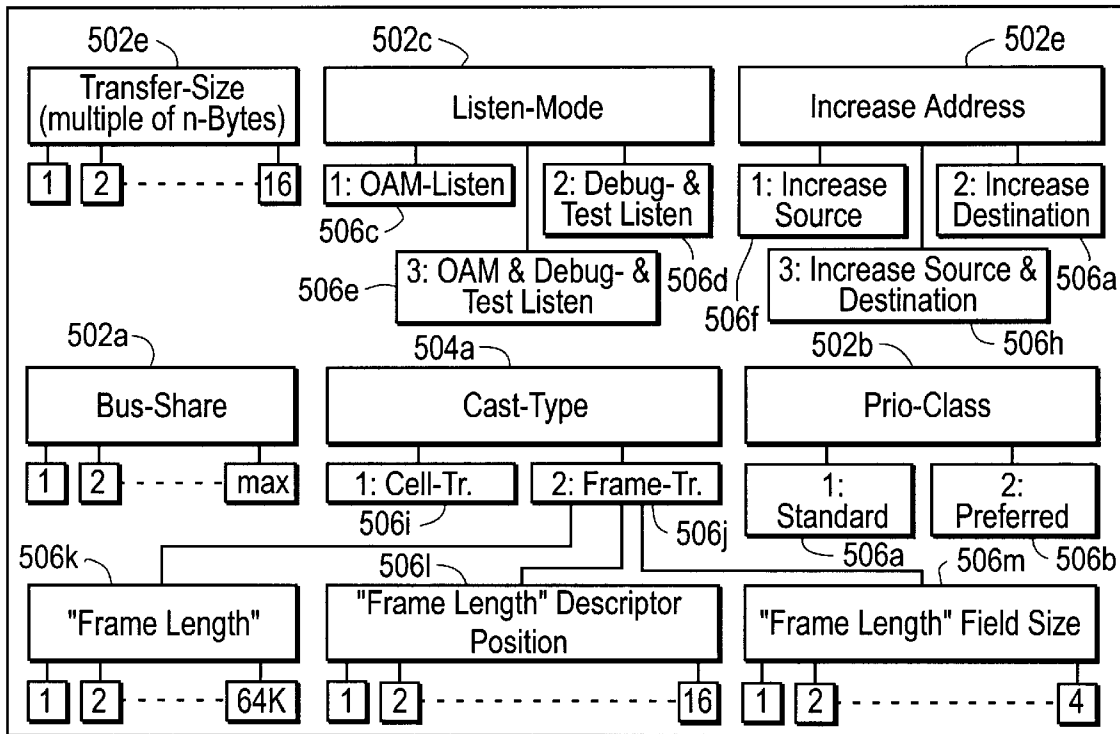 502e
502c
502e
Transfer-Size
(multiple of n-Bytes)
Listen-Mode
Increase Address
1
2
16
1: OAM-Listen
506c
2: Debug- &
Test Listen
506d
3: OAM & Debug- &
Test Listen
506e
1: Increase
Source
506f
2: Increase
Destination
506a
3: Increase Source &
Destination
506h
502a
504a
502b
Bus-Share
Cast-Type
Prio-Class
1
2
max
1: Cell-Tr.
506i
2: Frame-Tr.
506j
1:
Standard
506a
2:
Preferred
506b
506k
506l
506m
"Frame Length"
"Frame Length" Descriptor
Position
"Frame Length" Field Size
1
2
64K
1
2
16
1
2
4